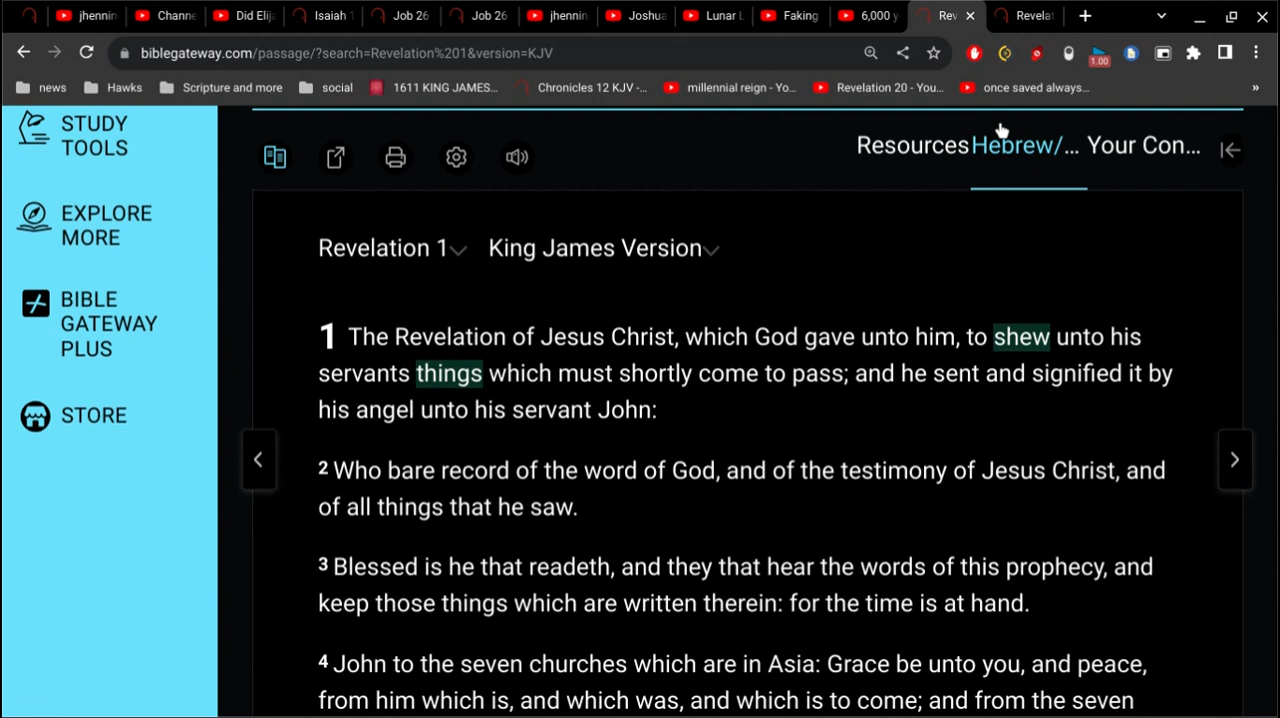 jhennin Channe Did Elija Isaiah 1 Job 26 Job 26 jhennin Joshua Lunar L Faking 6,000 y Rev Revelat
biblegateway.com/passage/?search=Revelation%201&version=KJV
1.00
news Hawks Scripture and more social 1611 KING JAMES... Chronicles 12 KJV -... millennial reign - Yo... Revelation 20 - You... once saved always... »
STUDY TOOLS
EXPLORE MORE
BIBLE GATEWAY PLUS
STORE
Resources Hebrew/... Your Con...
Revelation 1 King James Version
1 The Revelation of Jesus Christ, which God gave unto him, to shew unto his
servants things which must shortly come to pass; and he sent and signified it by
his angel unto his servant John:
2 Who bare record of the word of God, and of the testimony of Jesus Christ, and
of all things that he saw.
3 Blessed is he that readeth, and they that hear the words of this prophecy, and
keep those things which are written therein: for the time is at hand.
4 John to the seven churches which are in Asia: Grace be unto you, and peace,
from him which is, and which was, and which is to come; and from the seven